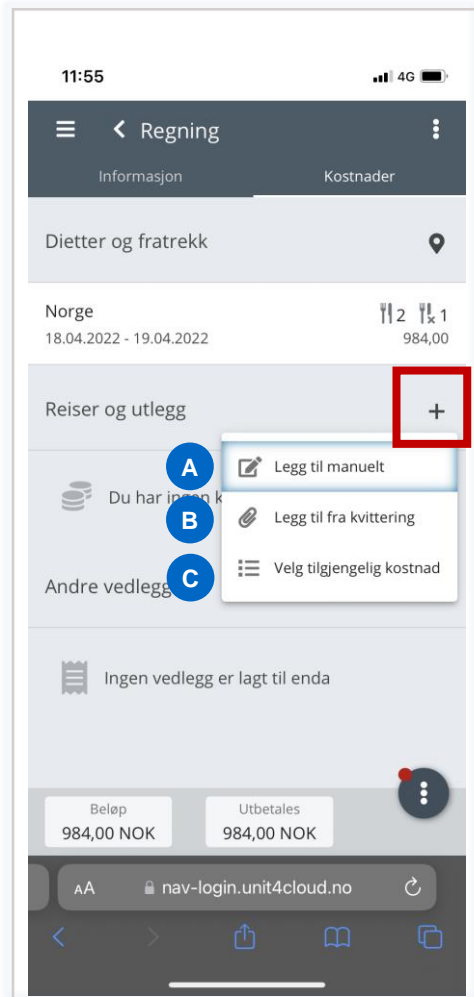 11:55
4G
Regning
Informasjon
Kostnader
Dietter og fratrekk
Norge
2 1
18.04.2022 - 19.04.2022
984,00
Reiser og utlegg
+
A
Legg til manuelt
Du har ingen k
B
Legg til fra kvittering
C
Velg tilgjengelig kostnad
Andre vedlegg
Ingen vedlegg er lagt til enda
Beløp
984,00 NOK
Utbetales
984,00 NOK
AA
nav-login.unit4cloud.no